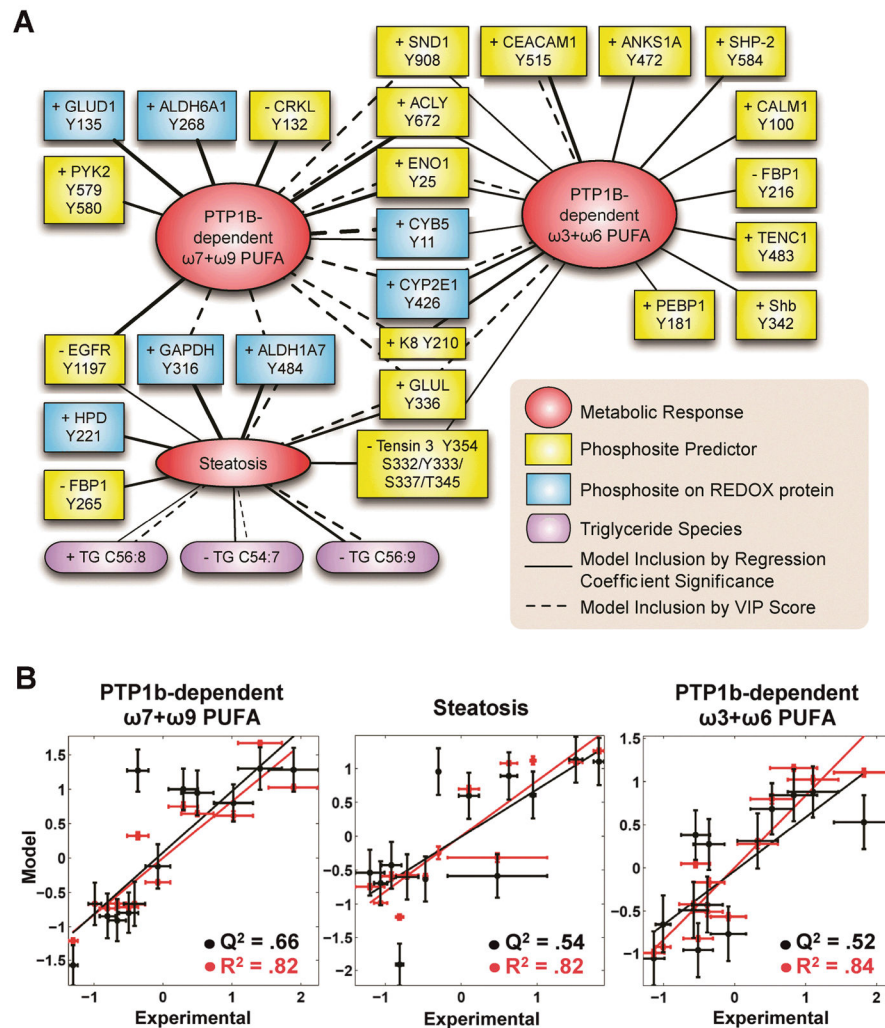 A
+ SND1
Y908
+ CEACAM1
Y515
+ ANKS1A
Y472
+ SHP-2
Y584
+ GLUD1
Y135
+ ALDH6A1
Y268
- CRKL
Y132
+ ACLY
Y672
+ CALM1
Y100
+ PYK2
Y579
Y580
+ ENO1
Y25
- FBP1
Y216
PTP1B-
dependent
ω7+ω9 PUFA
PTP1B-
dependent
ω3+ω6 PUFA
+ CYB5
Y11
+ TENC1
Y483
+ CYP2E1
Y426
+ PEBP1
Y181
+ Shb
Y342
- EGFR
Y1197
+ GAPDH
Y316
+ ALDH1A7
Y484
+ K8 Y210
+ GLUL
Y336
+ HPD
Y221
Steatosis
- Tensin 3 Y354
S332/Y333/
S337/T345
- FBP1
Y265
+ TG C56:8
- TG C54:7
- TG C56:9
Metabolic Response
Phosphosite Predictor
Phosphosite on REDOX protein
Triglyceride Species
Model Inclusion by Regression
Coefficient Significance
Model Inclusion by VIP Score
B
PTP1b-dependent
ω7+ω9 PUFA
Steatosis
PTP1b-dependent
ω3+ω6 PUFA
Model
1.5
1
0.5
0
-0.5
-1
-1.5
Q² = .66
R² = .82
−1
0
1
2
Experimental
1.5
1
0.5
0
-0.5
-1
-1.5
−2
Q² = .54
R² = .82
−1
0
1
Experimental
1.5
1
0.5
0
-0.5
−1
Q² = .52
R² = .84
−1
0
1
2
Experimental